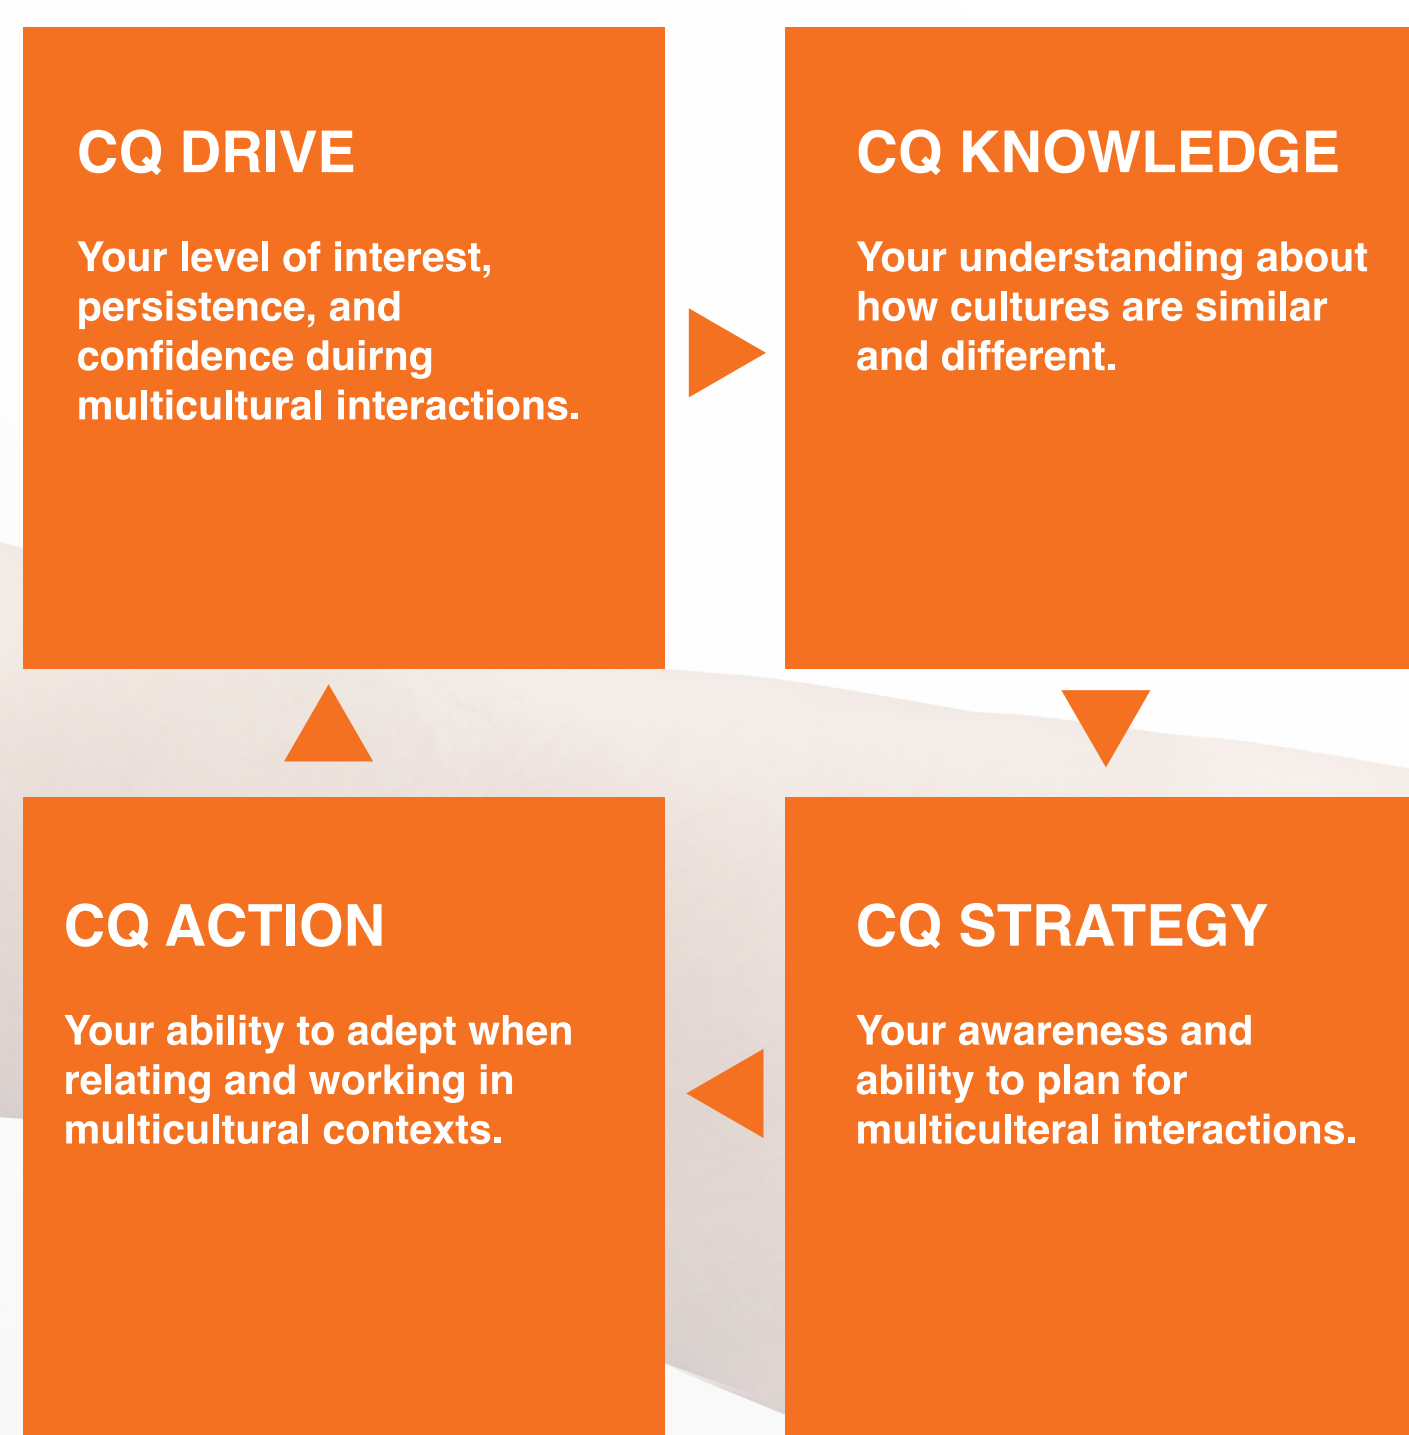 CQ DRIVE
Your level of interest,
persistence, and
confidence duirng
multicultural interactions.
CQ KNOWLEDGE
Your understanding about
how cultures are similar
and different.
CQ ACTION
Your ability to adept when
relating and working in
multicultural contexts.
CQ STRATEGY
Your awareness and
ability to plan for
multiculteral interactions.